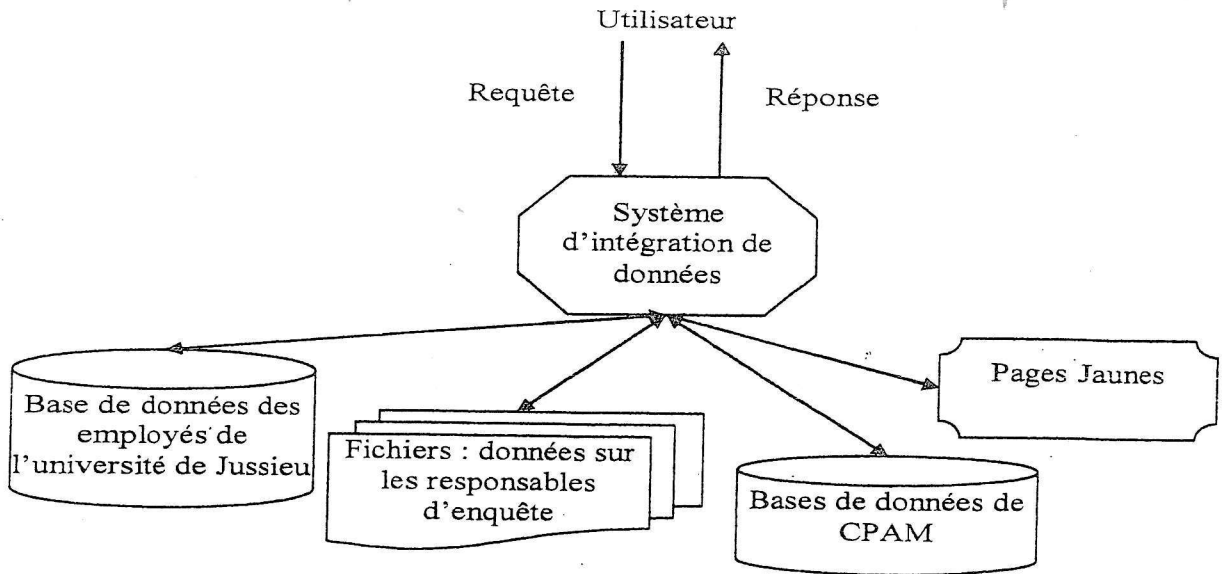 Utilisateur
Requête
Réponse
Système
d'intégration de
données
Base de données des
employés de
l'université de Jussieu
Fichiers : données sur
les responsables
d'enquête
Bases de données de
CPAM
Pages Jaunes